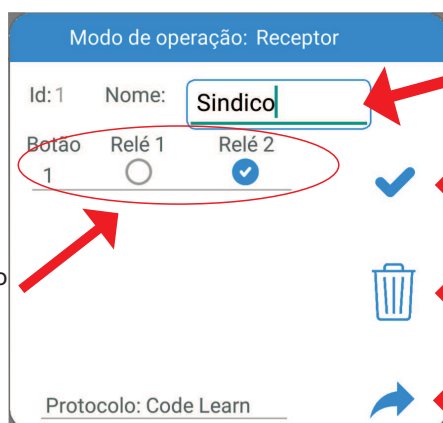 Modo de operação: Receptor
Id: 1 Nome: Sindico
Botão Relé 1 Relé 2
1
o
Protocolo: Code Learn